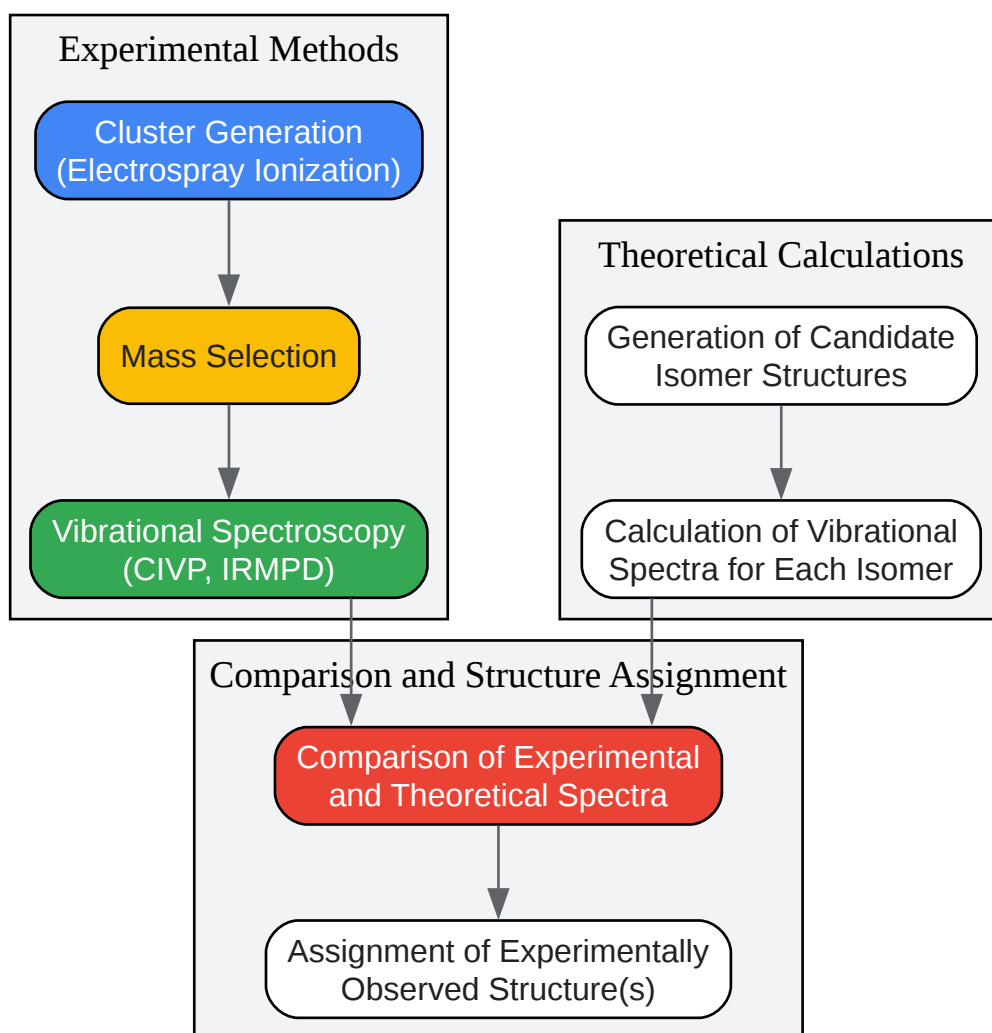 Experimental Methods
Cluster Generation
(Electrospray Ionization)
Mass Selection
Vibrational Spectroscopy
(CIVP, IRMPD)
Theoretical Calculations
Generation of Candidate
Isomer Structures
Calculation of Vibrational
Spectra for Each Isomer
Comparison and Structure Assignment
Comparison of Experimental
and Theoretical Spectra
Assignment of Experimentally
Observed Structure(s)